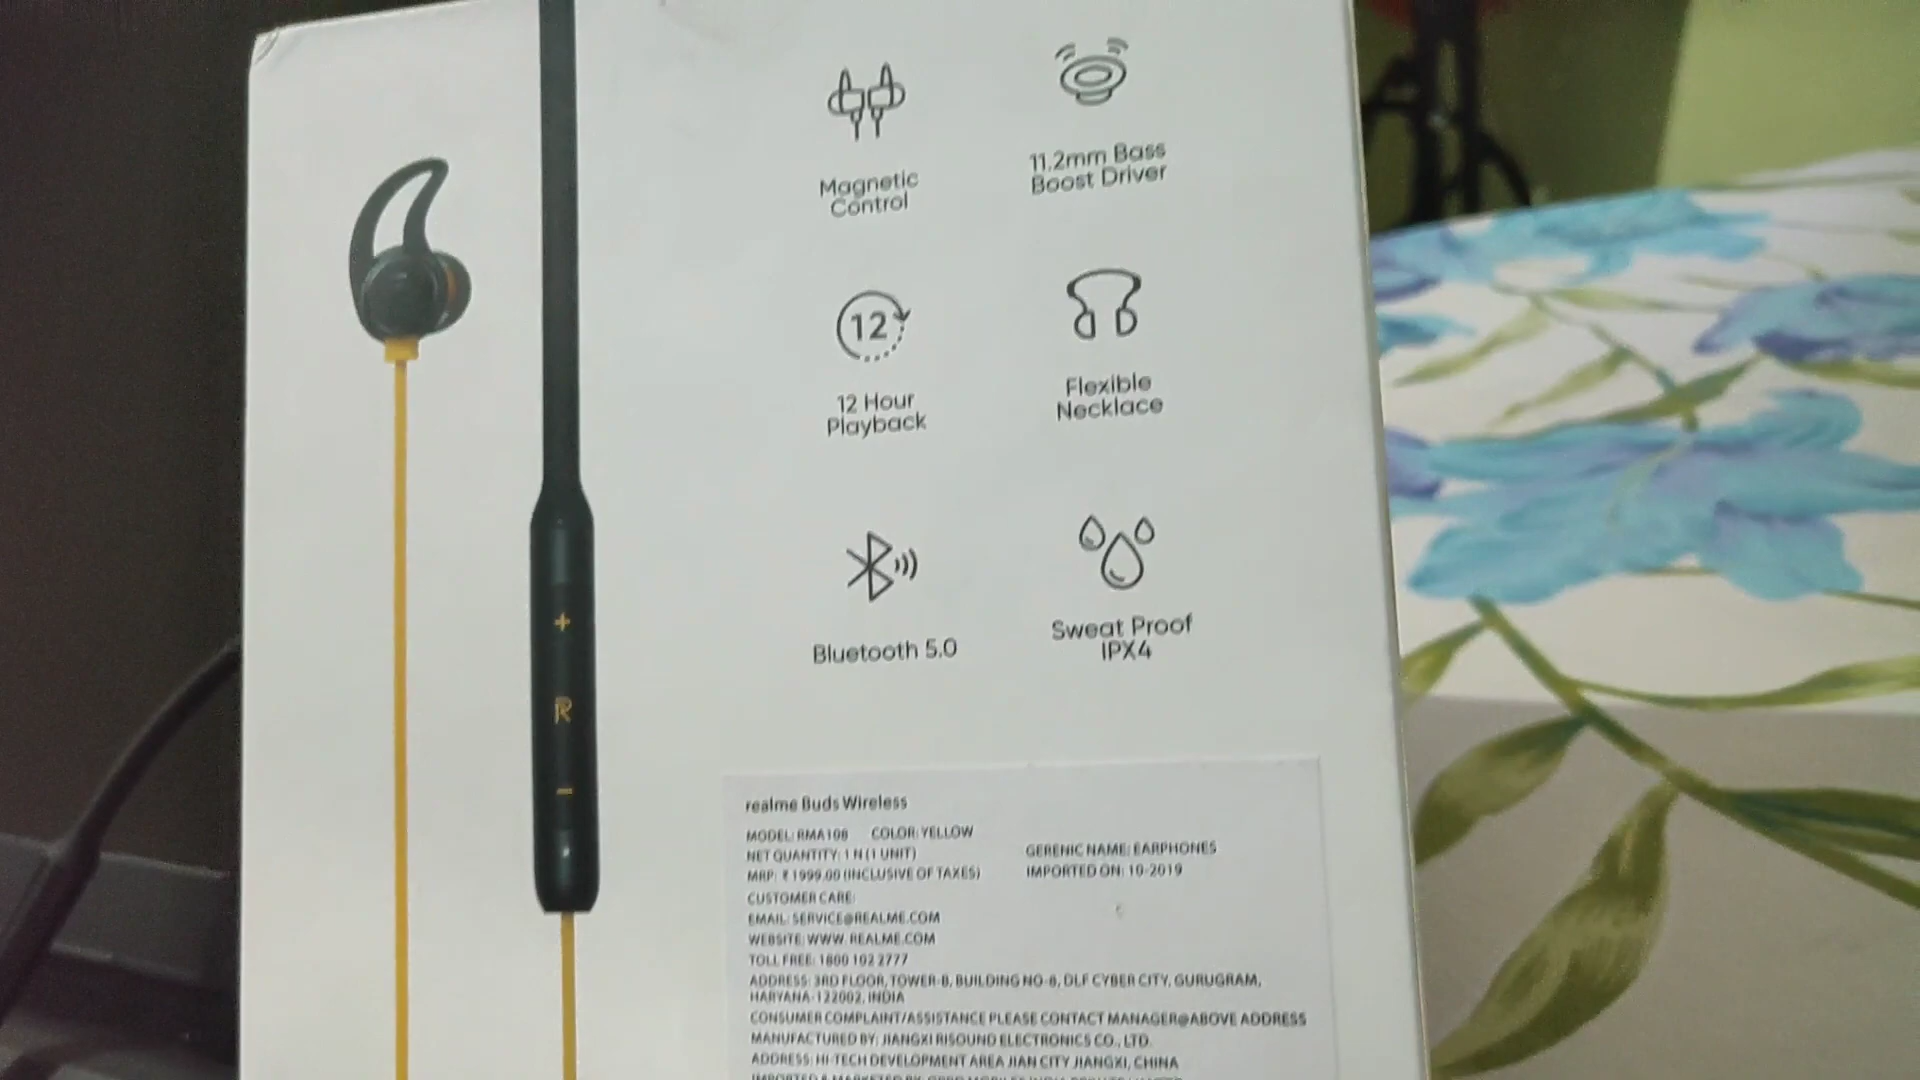 Magnetic
Control
11.2mm Bass
Boost Driver
12
12 Hour
Playback
Flexible
Necklace
Bluetooth 5.0
Sweat Proof
IPX4
+
R
-
realme Buds Wireless
MODEL: RMA108 COLOR: YELLOW
NET QUANTITY: 1 N (1 UNIT)
MRP: ₹ 1999.00 (INCLUSIVE OF TAXES)
GERENIC NAME: EARPHONES
IMPORTED ON: 10-2019
CUSTOMER CARE:
EMAIL: SERVICE@REALME.COM
WEBSITE: WWW. REALME.COM
TOLL FREE: 1800 102 2777
ADDRESS: 3RD FLOOR, TOWER-B, BUILDING NO-8, DLF CYBER CITY, GURUGRAM,
HARYANA-122002, INDIA
CONSUMER COMPLAINT/ASSISTANCE PLEASE CONTACT MANAGER@ABOVE ADDRESS
MANUFACTURED BY: JIANGXI RISOUND ELECTRONICS CO., LTD.
ADDRESS: HI-TECH DEVELOPMENT AREA JIAN CITY JIANGXI, CHINA